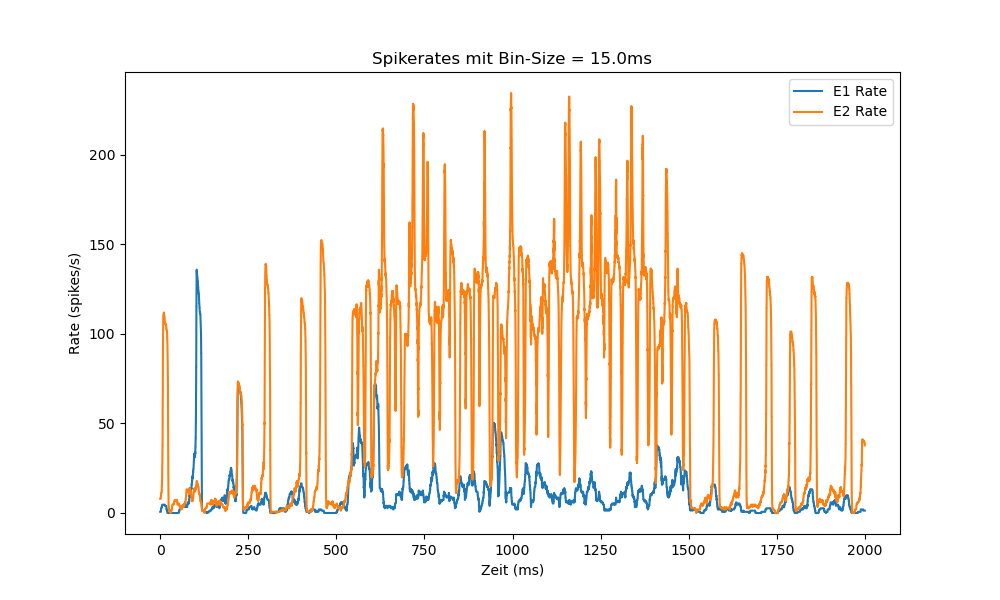 Spikerates mit Bin-Size = 15.0ms
E1 Rate
E2 Rate
Rate (spikes/s)
200
150
100
50
0
0 250 500 750 1000 1250 1500 1750 2000
Zeit (ms)